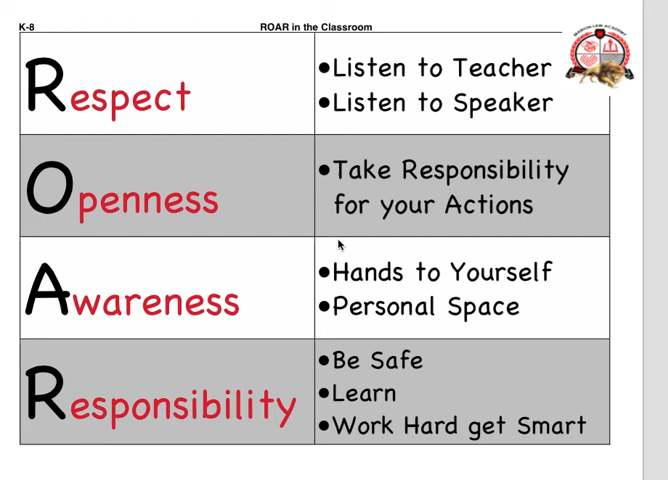 K-8
ROAR in the Classroom
Respect
•Listen to Teacher
•Listen to Speaker
Openness
•Take Responsibility
for your Actions
Awareness
•Hands to Yourself
•Personal Space
Responsibility
•Be Safe
•Learn
•Work Hard get Smart